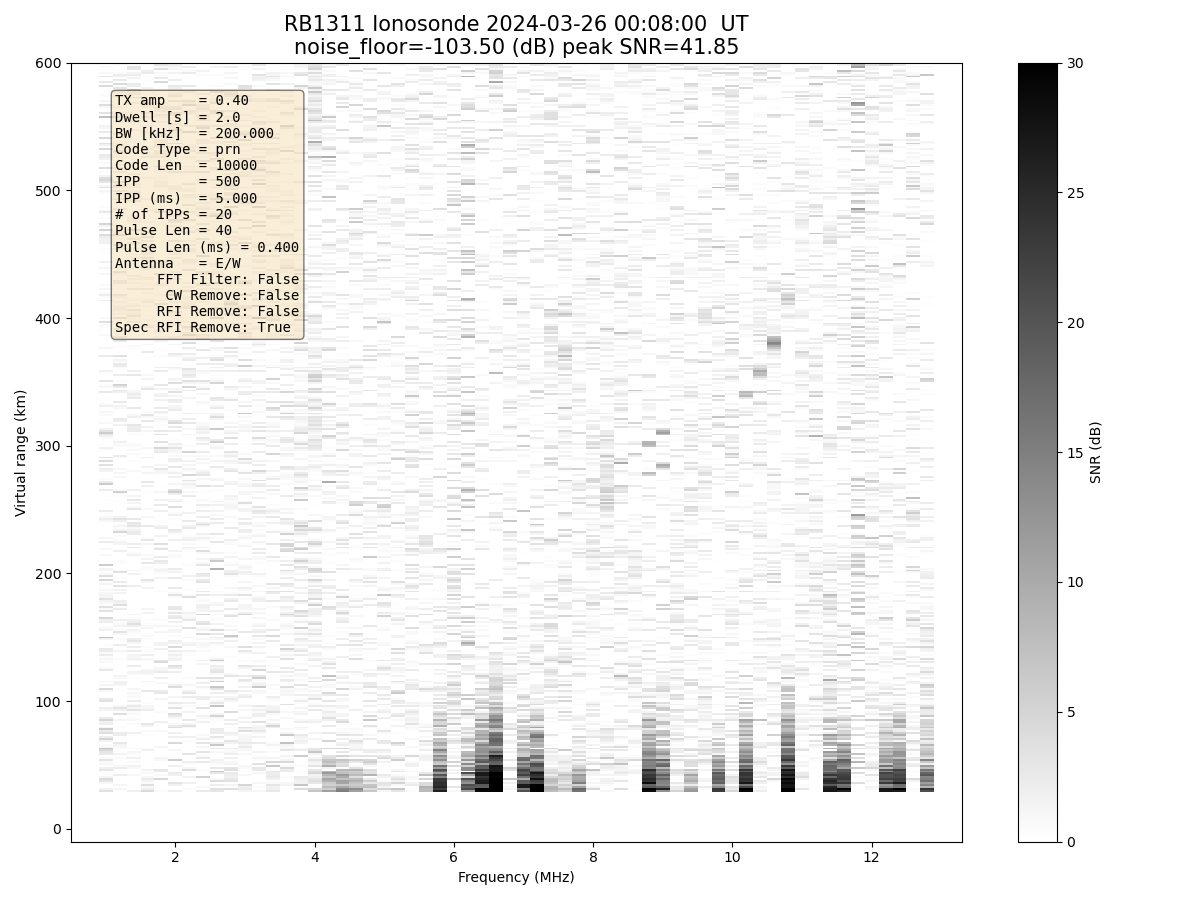 RB1311 Ionosonde 2024-03-26 00:08:00  UT
noise_floor=-103.50 (dB) peak SNR=41.85
TX amp    = 0.40
Dwell [s] = 2.0
BW [kHz]  = 200.000
Code Type = prn
Code Len  = 10000
IPP       = 500
IPP (ms)  = 5.000
# of IPPs = 20
Pulse Len = 40
Pulse Len (ms) = 0.400
Antenna   = E/W
FFT Filter: False
CW Remove: False
RFI Remove: False
Spec RFI Remove: True
600
500
400
300
200
100
0
Virtual range (km)
2 4 6 8 10 12
Frequency (MHz)
30
25
20
15
10
5
0
SNR (dB)